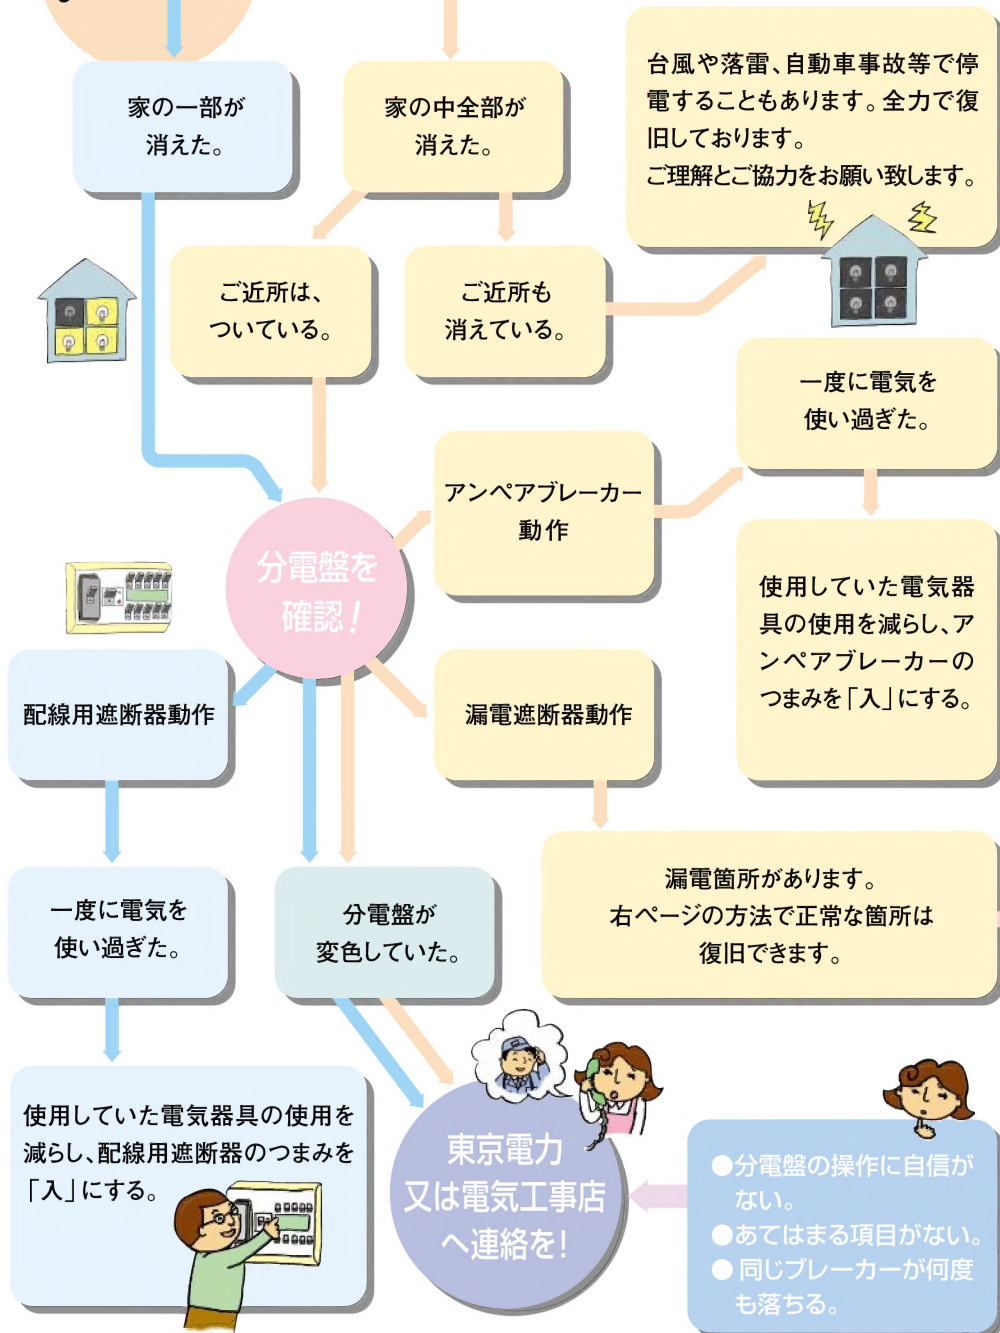 家の一部が
消えた。
家の中全部が
消えた。
台風や落雷、自動車事故等で停
電することもあります。全力で復
旧しております。
ご理解とご協力をお願い致します。
ご近所は、
ついている。
ご近所も
消えている。
一度に電気を
使い過ぎた。
アンペアブレーカー
動作
分電盤を
確認!
使用していた電気器
具の使用を減らし、ア
ンペアブレーカーの
つまみを「入」にする。
配線用遮断器動作
漏電遮断器動作
漏電箇所があります。
右ページの方法で正常な箇所は
復旧できます。
一度に電気を
使い過ぎた。
分電盤が
変色していた。
使用していた電気器具の使用を
減らし、配線用遮断器のつまみを
「入」にする。
東京電力
又は電気工事店
へ連絡を!
●分電盤の操作に自信が
ない。
●あてはまる項目がない。
●同じブレーカーが何度
も落ちる。